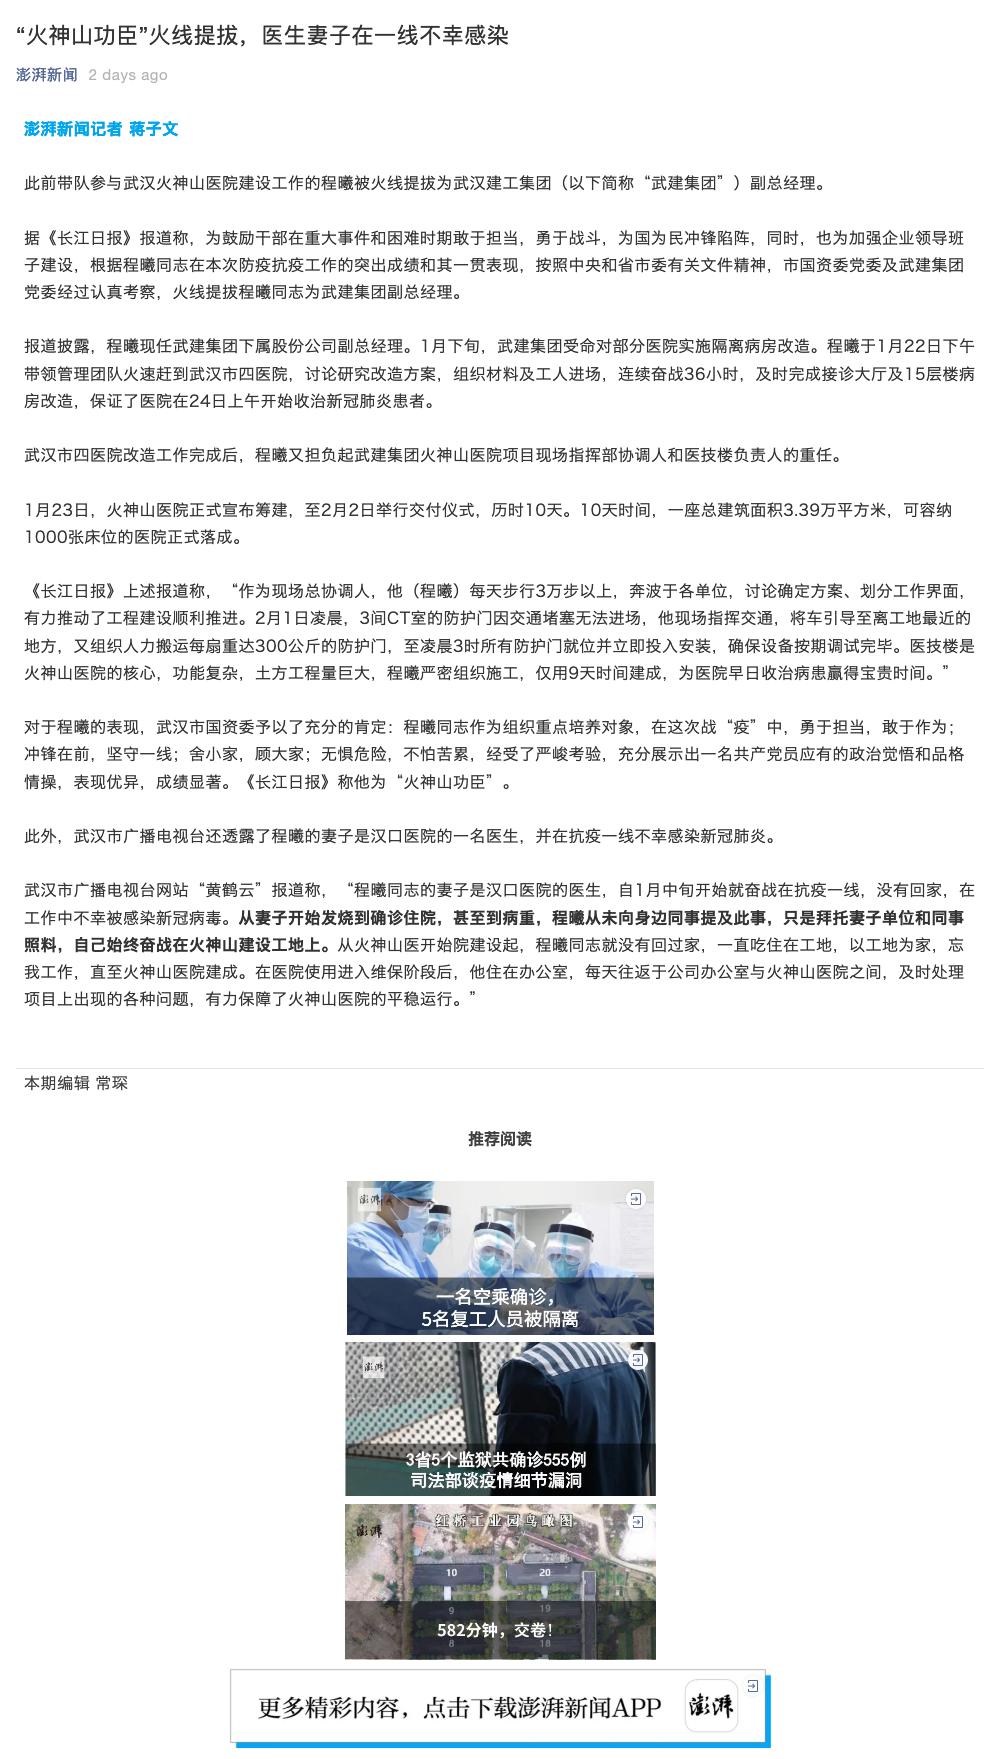 “火神山功臣”火线提拔，医生妻子在一线不幸感染
澎湃新闻 2 days ago
澎湃新闻记者 蒋子文
此前带队参与武汉火神山医院建设工作的程曦被火线提拔为武汉建工集团（以下简称“武建集团”）副总经理。
据《长江日报》报道称，为鼓励干部在重大事件和困难时期敢于担当，勇于战斗，为国为民冲锋陷阵，同时，也为加强企业领导班
子建设，根据程曦同志在本次防疫抗疫工作的突出成绩和其一贯表现，按照中央和省市委有关文件精神，市国资委党委及武建集团
党委经过认真考察，火线提拔程曦同志为武建集团副总经理。
报道披露，程曦现任武建集团下属股份公司副总经理。1月下旬，武建集团受命对部分医院实施隔离病房改造。程曦于1月22日下午
带领管理团队火速赶到武汉市四医院，讨论研究改造方案，组织材料及工人进场，连续奋战36小时，及时完成接诊大厅及15层楼病
房改造，保证了医院在24日上午开始收治新冠肺炎患者。
武汉市四医院改造工作完成后，程曦又担负起武建集团火神山医院项目现场指挥部协调人和医技楼负责人的重任。
1月23日，火神山医院正式宣布筹建，至2月2日举行交付仪式，历时10天。10天时间，一座总建筑面积3.39万平方米，可容纳
1000张床位的医院正式落成。
《长江日报》上述报道称，“作为现场总协调人，他（程曦）每天步行3万步以上，奔波于各单位，讨论确定方案、划分工作界面，
有力推动了工程建设顺利推进。2月1日凌晨，3间CT室的防护门因交通堵塞无法进场，他现场指挥交通，将车引导至离工地最近的
地方，又组织人力搬运每扇重达300公斤的防护门，至凌晨3时所有防护门就位并立即投入安装，确保设备按期调试完毕。医技楼是
火神山医院的核心，功能复杂，土方工程量巨大，程曦严密组织施工，仅用9天时间建成，为医院早日收治病患赢得宝贵时间。”
对于程曦的表现，武汉市国资委予以了充分的肯定：程曦同志作为组织重点培养对象，在这次战“疫”中，勇于担当，敢于作为；
冲锋在前，坚守一线；舍小家，顾大家；无惧危险，不怕苦累，经受了严峻考验，充分展示出一名共产党员应有的政治觉悟和品格
情操，表现优异，成绩显著。《长江日报》称他为“火神山功臣”。
此外，武汉市广播电视台还透露了程曦的妻子是汉口医院的一名医生，并在抗疫一线不幸感染新冠肺炎。
武汉市广播电视台网站“黄鹤云”报道称，“程曦同志的妻子是汉口医院的医生，自1月中旬开始就奋战在抗疫一线，没有回家，在
工作中不幸被感染新冠病毒。从妻子开始发烧到确诊住院，甚至到病重，程曦从未向身边同事提及此事，只是拜托妻子单位和同事
照料，自己始终奋战在火神山建设工地上。从火神山医开始院建设起，程曦同志就没有回过家，一直吃住在工地，以工地为家，忘
我工作，直至火神山医院建成。在医院使用进入维保阶段后，他住在办公室，每天往返于公司办公室与火神山医院之间，及时处理
项目上出现的各种问题，有力保障了火神山医院的平稳运行。”
本期编辑 常琛
推荐阅读
澎湃
一名空乘确诊，
5名复工人员被隔离
澎湃
3省5个监狱共确诊555例
司法部谈疫情细节漏洞
澎湃
红桥工业园鸟瞰图
10 20
9 19
582分钟，交卷！
8 18
更多精彩内容，点击下载澎湃新闻APP 澎湃